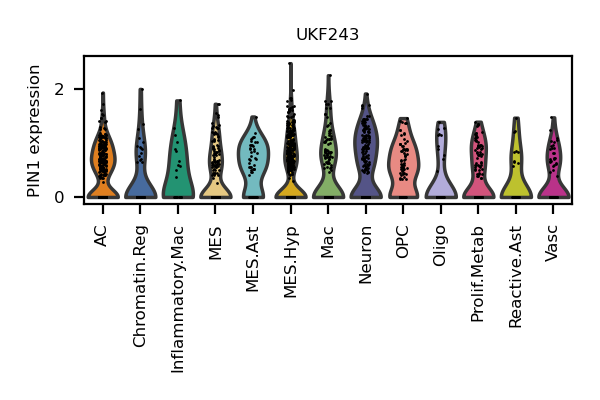 UKF243
PIN1 expression
2
0
AC
Chromatin.Reg
Inflammatory.Mac
MES
MES.Ast
MES.Hyp
Mac
Neuron
OPC
Oligo
Prolif.Metab
Reactive.Ast
Vasc